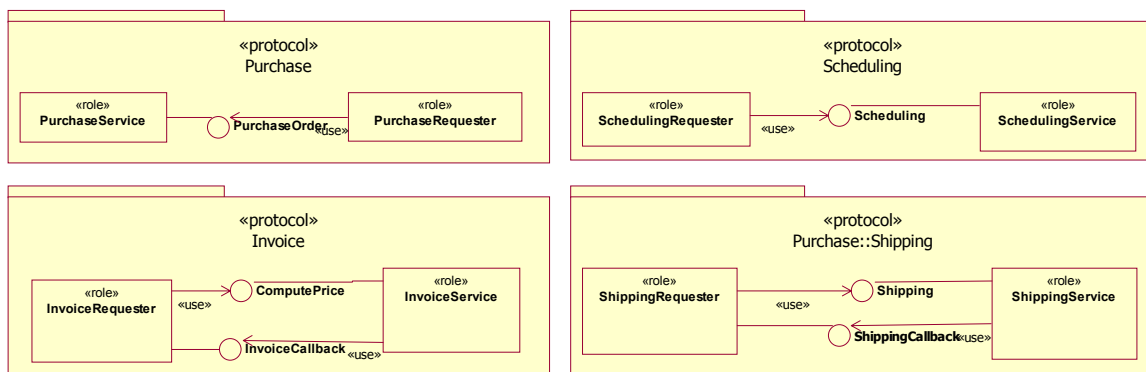 «protocol»
Purchase
«role»
PurchaseService
PurchaseOrder
«use»
«role»
PurchaseRequester
«protocol»
Scheduling
«role»
SchedulingRequester
«use»
Scheduling
«role»
SchedulingService
«protocol»
Invoice
«role»
InvoiceRequester
«use»
ComputePrice
InvoiceCallback
«use»
«role»
InvoiceService
«protocol»
Purchase::Shipping
«role»
ShippingRequester
«use»
Shipping
ShippingCallback
«use»
«role»
ShippingService